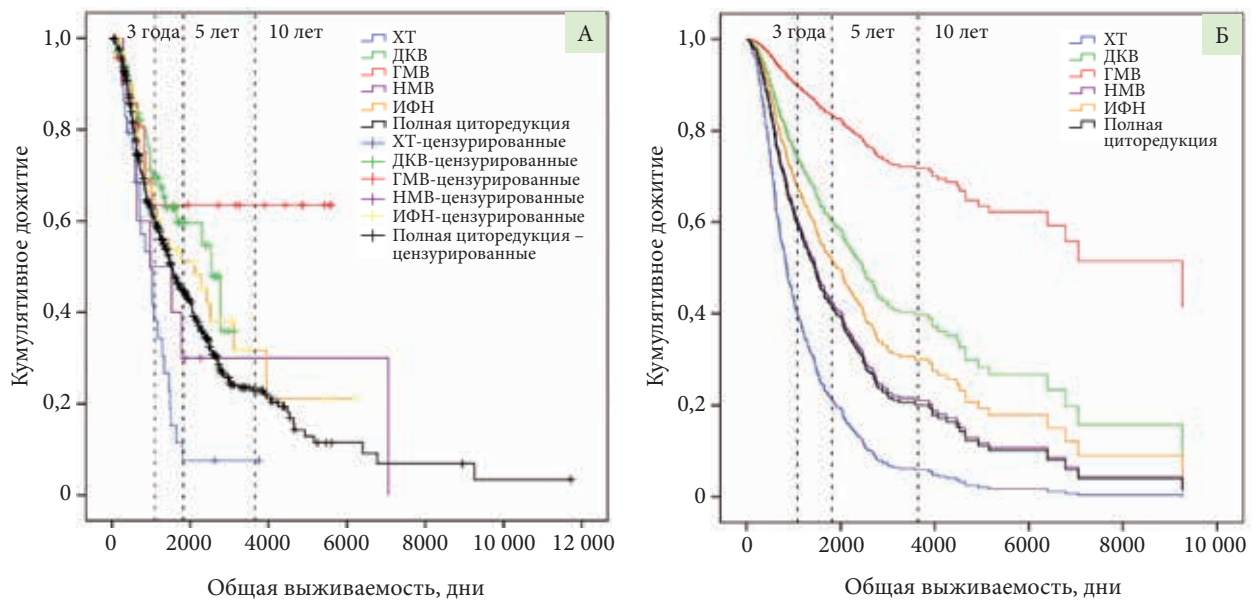 3 года 5 лет 10 лет
А
ХТ
ДКВ
ГМВ
НМВ
ИФН
Полная циторедукция
ХТ-цензурированные
ДКВ-цензурированные
ГМВ-цензурированные
НМВ-цензурированные
ИФН-цензурированные
Полная циторедукция –
цензурированные
Кумулятивное дожитие
1,0
0,8
0,6
0,4
0,2
0
0 2000 4000 6000 8000 10 000 12 000
Общая выживаемость, дни
3 года 5 лет 10 лет
Б
ХТ
ДКВ
ГМВ
НМВ
ИФН
Полная
циторедукция
Кумулятивное дожитие
1,0
0,8
0,6
0,4
0,2
0
0 2000 4000 6000 8000 10 000
Общая выживаемость, дни